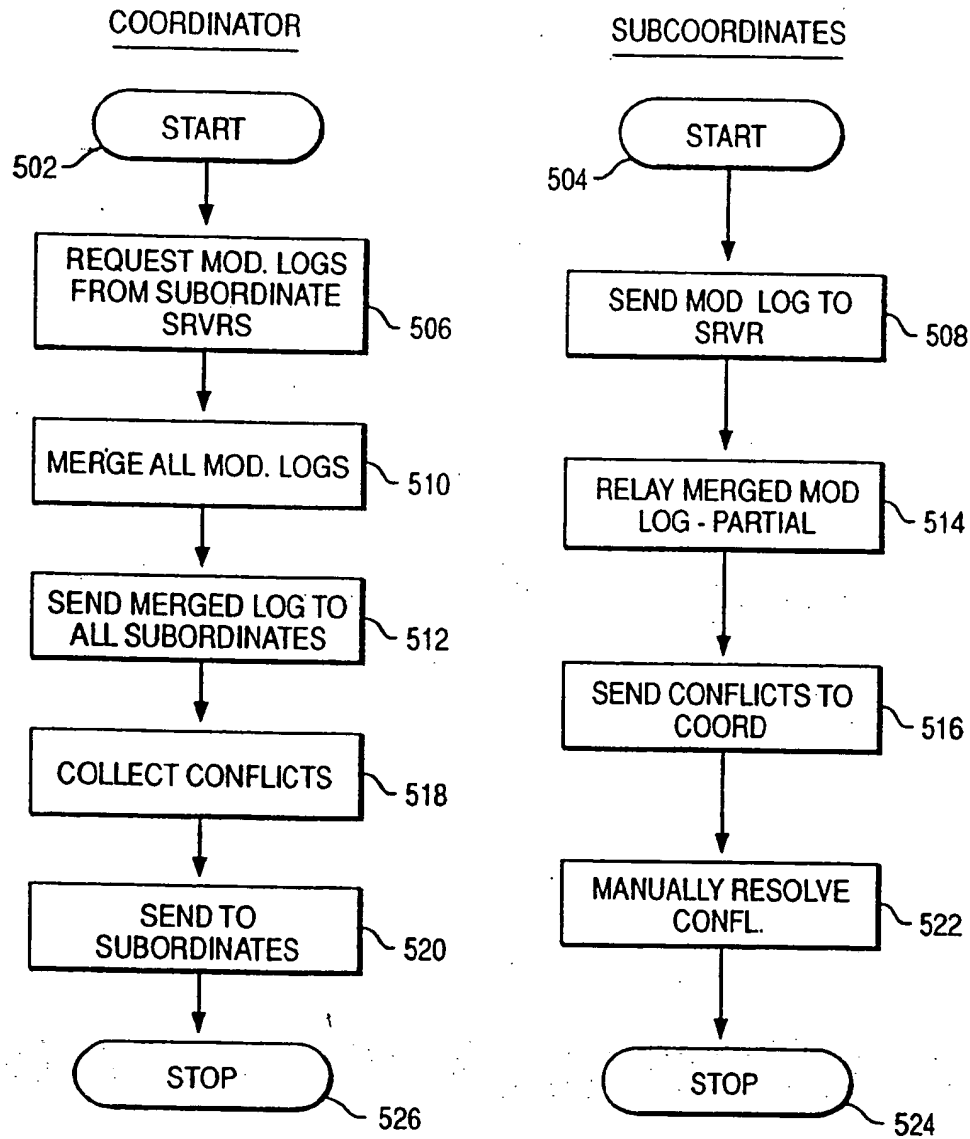 COORDINATOR
START
502
REQUEST MOD. LOGS
FROM SUBORDINATE
SRVRS
506
MERGE ALL MOD. LOGS
510
SEND MERGED LOG TO
ALL SUBORDINATES
512
COLLECT CONFLICTS
518
SEND TO
SUBORDINATES
520
STOP
526
SUBCOORDINATES
START
504
SEND MOD LOG TO
SRVR
508
RELAY MERGED MOD
LOG - PARTIAL
514
SEND CONFLICTS TO
COORD
516
MANUALLY RESOLVE
CONFL.
522
STOP
524